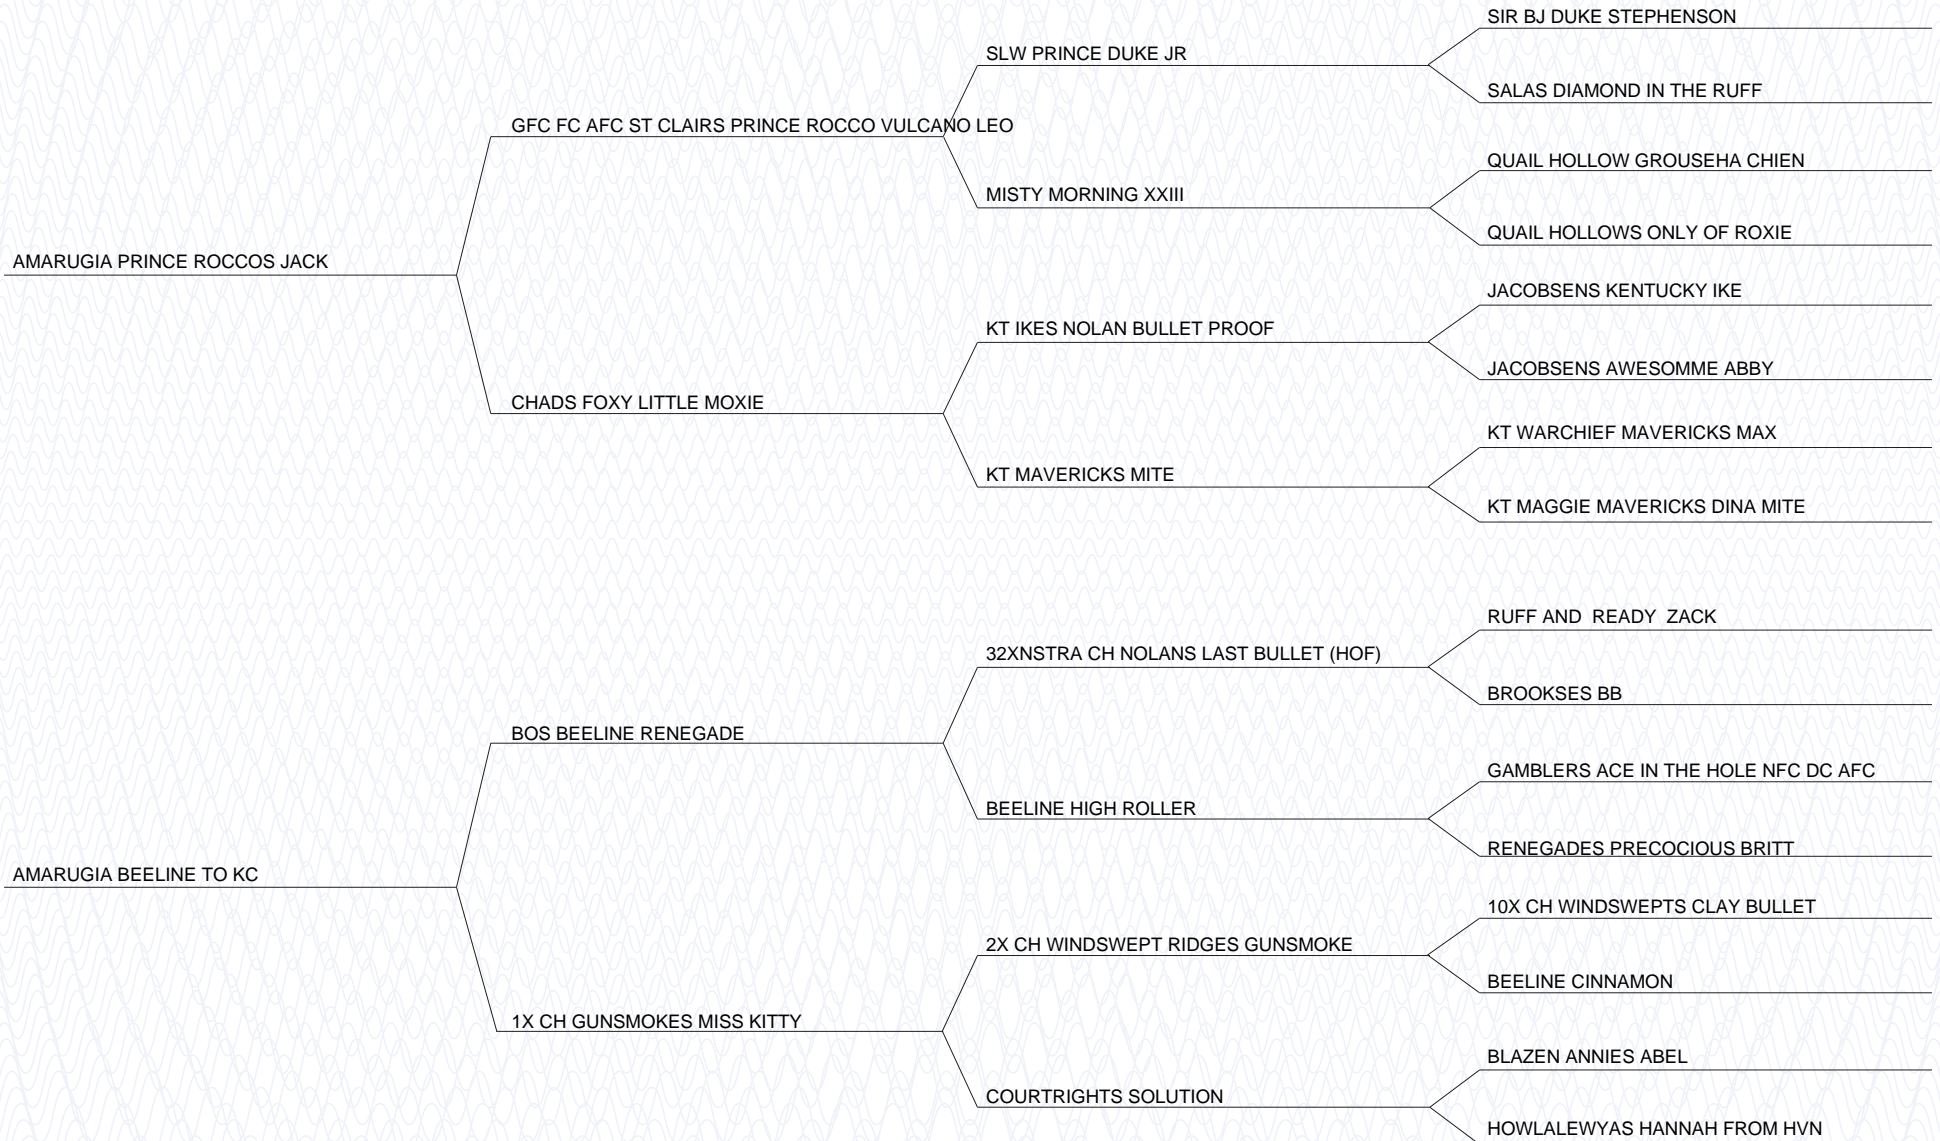 SIR BJ DUKE STEPHENSON
SLW PRINCE DUKE JR
SALAS DIAMOND IN THE RUFF
GFC FC AFC ST CLAIRS PRINCE ROCCO VULCANO LEO
QUAIL HOLLOW GROUSEHA CHIEN
MISTY MORNING XXIII
QUAIL HOLLOWS ONLY OF ROXIE
AMARUGIA PRINCE ROCCOS JACK
JACOBSENS KENTUCKY IKE
KT IKES NOLAN BULLET PROOF
JACOBSENS AWESOMME ABBY
CHADS FOXY LITTLE MOXIE
KT WARCHIEF MAVERICKS MAX
KT MAVERICKS MITE
KT MAGGIE MAVERICKS DINA MITE
RUFF AND  READY  ZACK
32XNSTRA CH NOLANS LAST BULLET (HOF)
BROOKSES BB
BOS BEELINE RENEGADE
GAMBLERS ACE IN THE HOLE NFC DC AFC
BEELINE HIGH ROLLER
RENEGADES PRECOCIOUS BRITT
AMARUGIA BEELINE TO KC
10X CH WINDSWEPTS CLAY BULLET
2X CH WINDSWEPT RIDGES GUNSMOKE
BEELINE CINNAMON
1X CH GUNSMOKES MISS KITTY
BLAZEN ANNIES ABEL
COURTRIGHTS SOLUTION
HOWLALEWYAS HANNAH FROM HVN